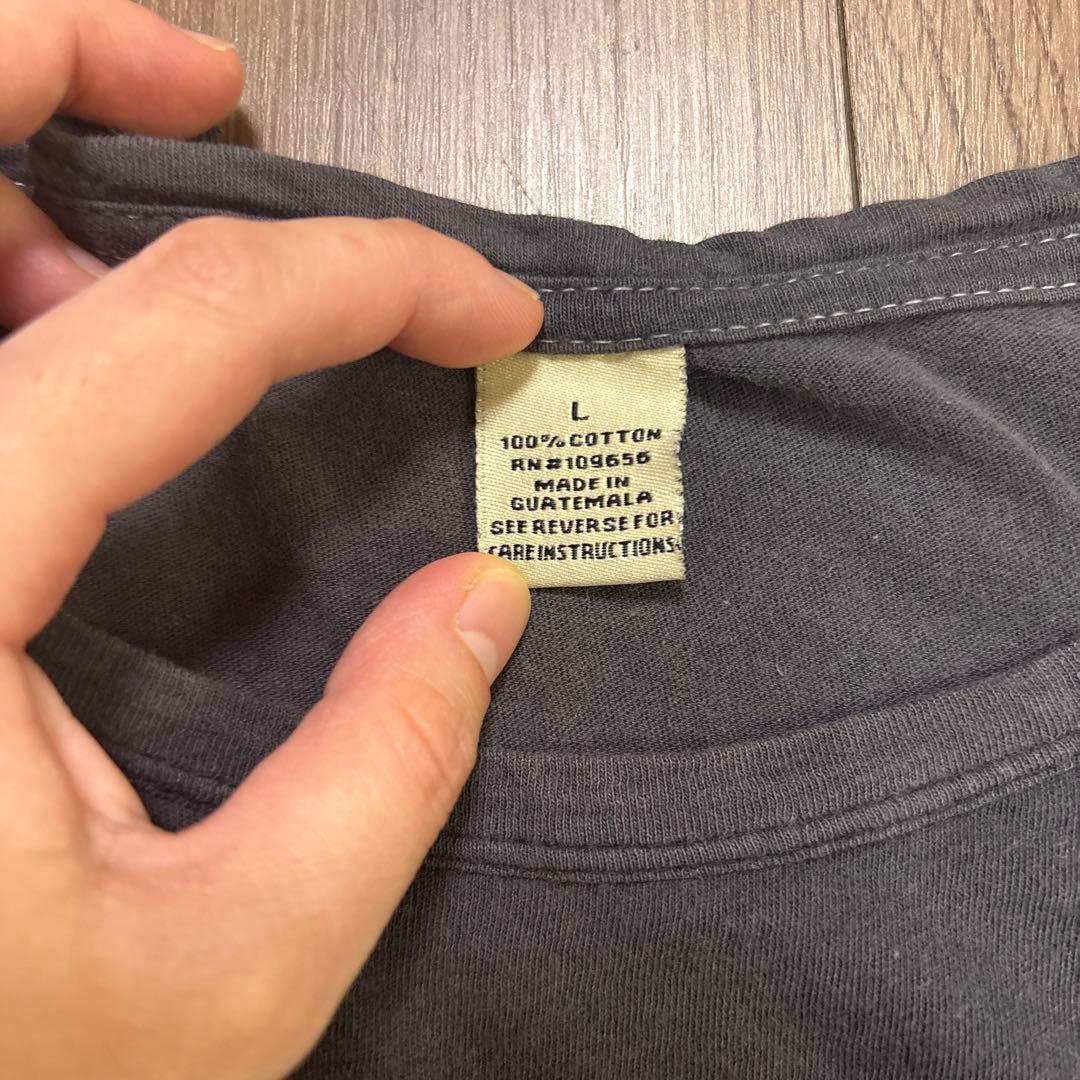 L
100% COTTON
RN#109656
MADE IN
GUATEMALA
SEE REVERSE FOR
CARE INSTRUCTIONS